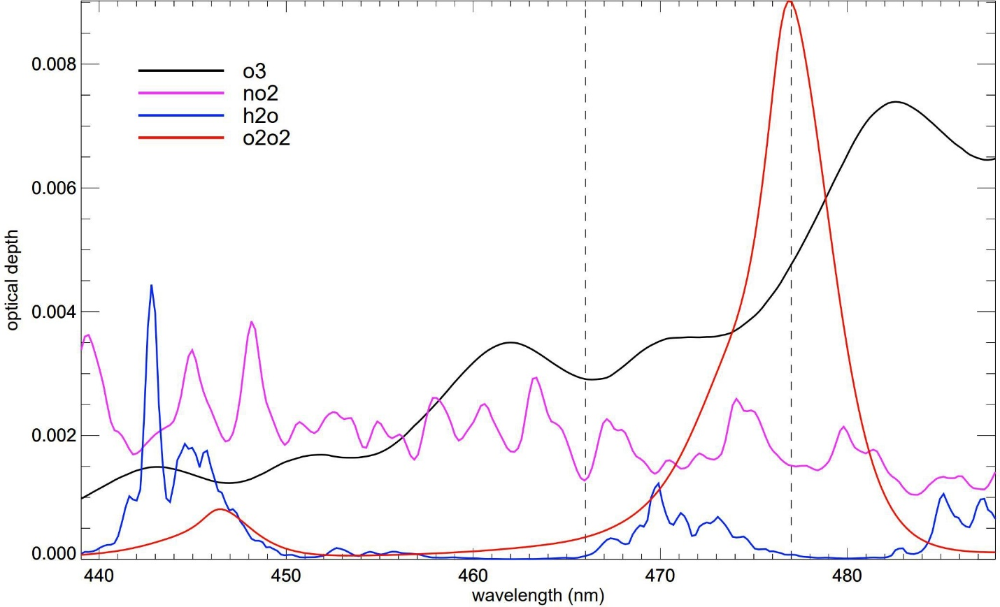 0.008
0.006
0.004
0.002
0.000
optical depth
o3
no2
h2o
o2o2
440 450 460 470 480
wavelength (nm)